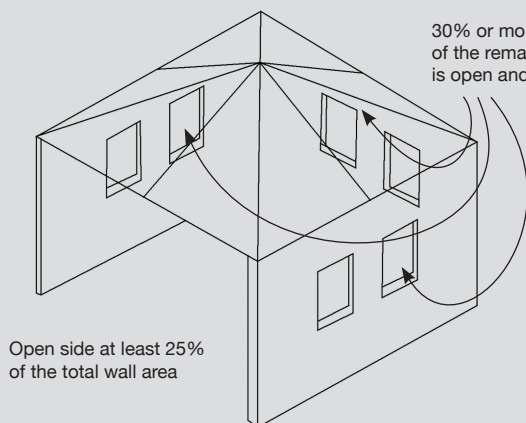 30% or mo
of the rema
is open and
Open side at least 25%
of the total wall area